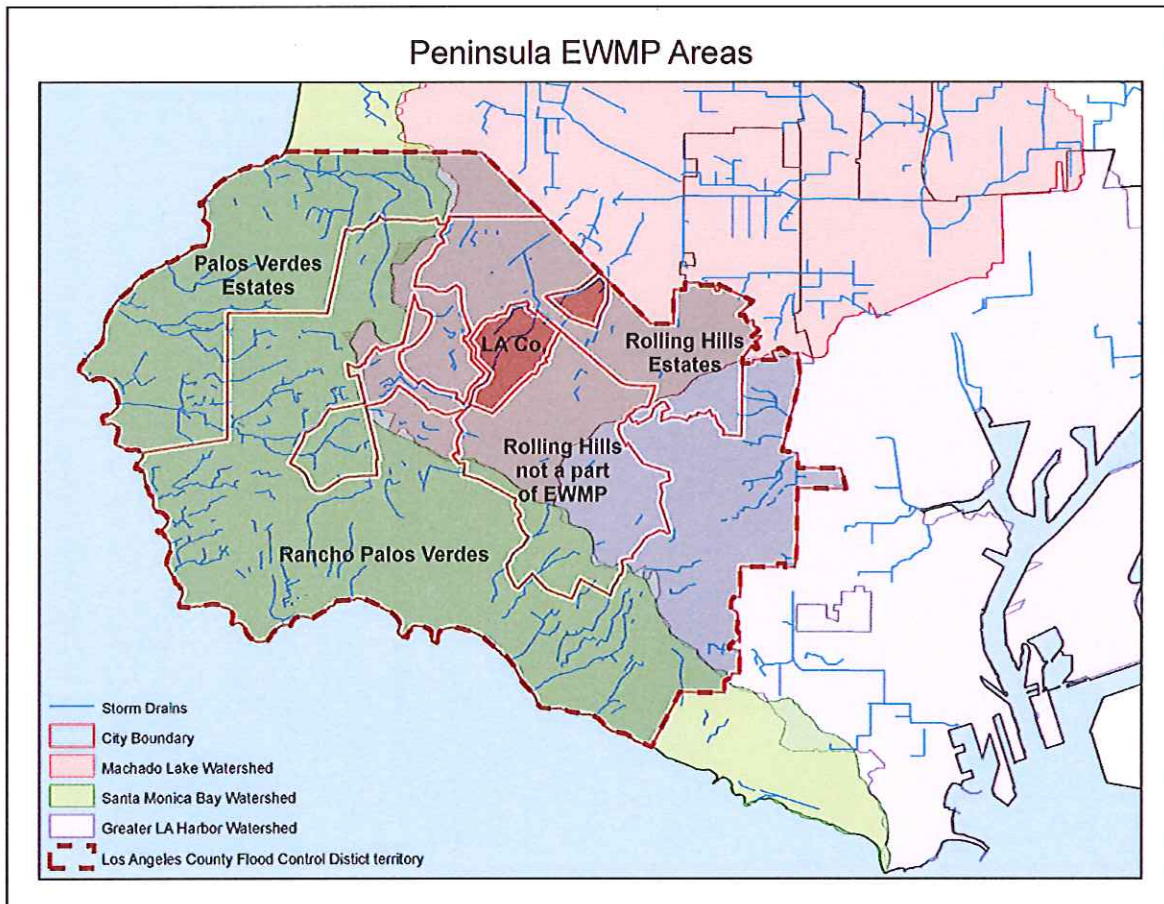 Peninsula EWMP Areas
Palos Verdes
Estates
LA Co.
Rolling Hills
Estates
Rolling Hills
not a part
of EWMP
Rancho Palos Verdes
Storm Drains
City Boundary
Machado Lake Watershed
Santa Monica Bay Watershed
Greater LA Harbor Watershed
Los Angeles County Flood Control Distict territory